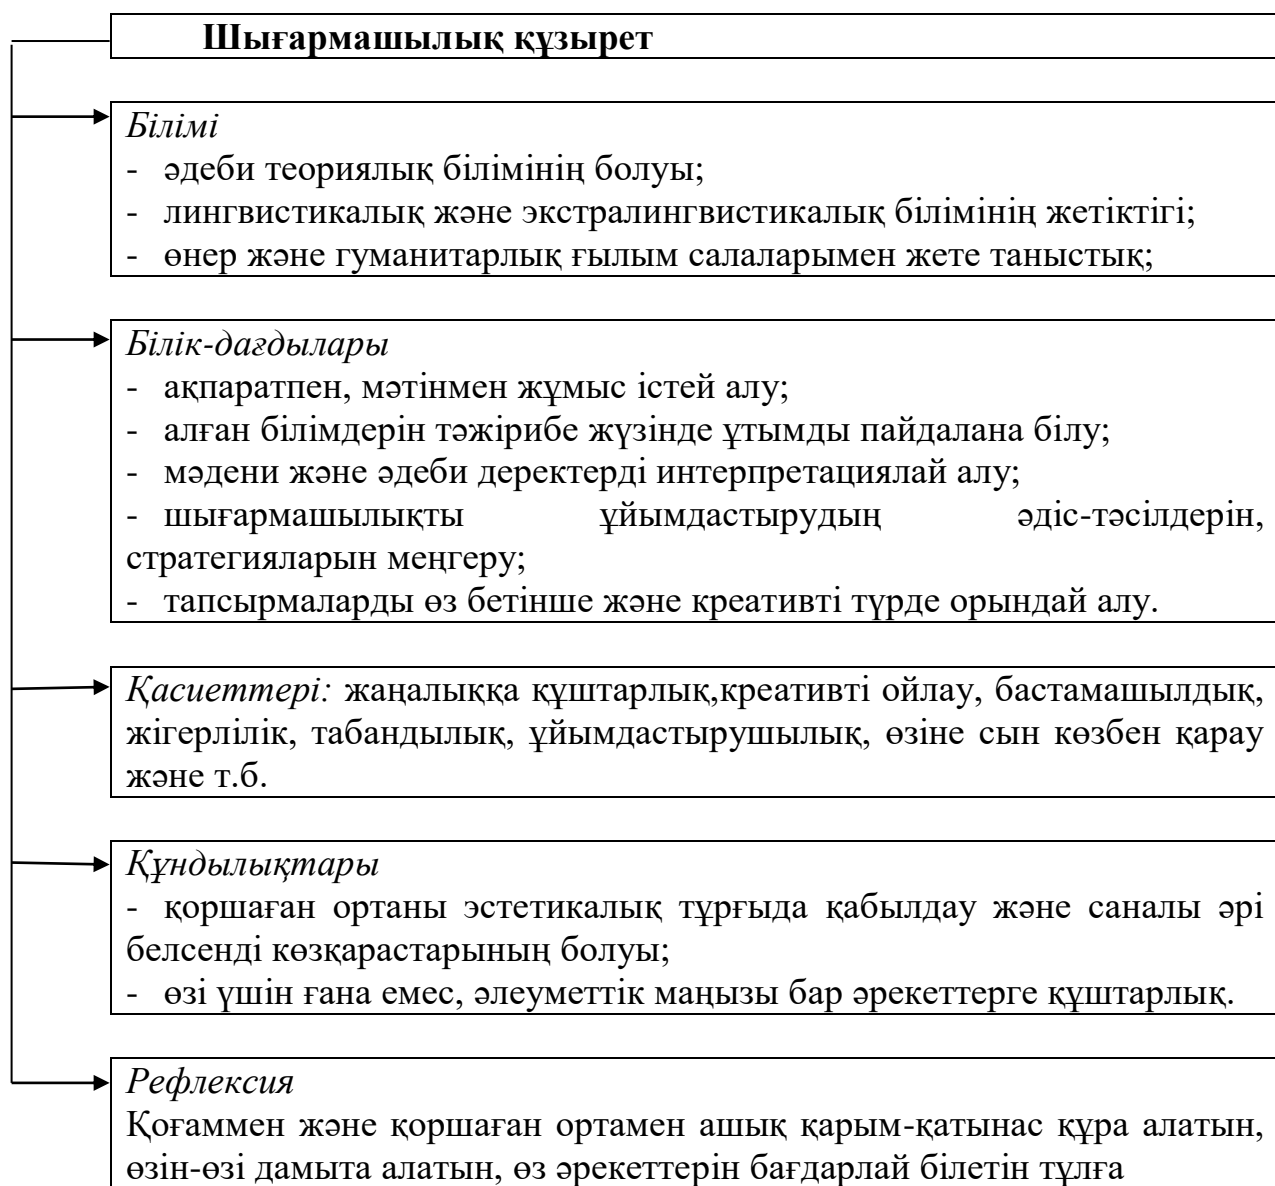 Шығармашылық құзырет
Білімі
- әдеби теориялық білімінің болуы;
- лингвистикалық және экстралингвистикалық білімінің жетіктігі;
- өнер және гуманитарлық ғылым салаларымен жете таныстық;
Білік-дағдылары
- ақпаратпен, мәтінмен жұмыс істей алу;
- алған білімдерін тәжірибе жүзінде ұтымды пайдалана білу;
- мәдени және әдеби деректерді интерпретациялай алу;
- шығармашылықты ұйымдастырудың әдіс-тәсілдерін,
стратегияларын меңгеру;
- тапсырмаларды өз бетінше және креативті түрде орындай алу.
Қасиеттері: жаңалыққа құштарлық,креативті ойлау, бастамашылдық,
жігерлілік, табандылық, ұйымдастырушылық, өзіне сын көзбен қарау
және т.б.
Құндылықтары
- қоршаған ортаны эстетикалық тұрғыда қабылдау және саналы әрі
белсенді көзқарастарының болуы;
- өзі үшін ғана емес, әлеуметтік маңызы бар әрекеттерге құштарлық.
Рефлексия
Қоғаммен және қоршаған ортамен ашық қарым-қатынас құра алатын,
өзін-өзі дамыта алатын, өз әрекеттерін бағдарлай білетін тұлға